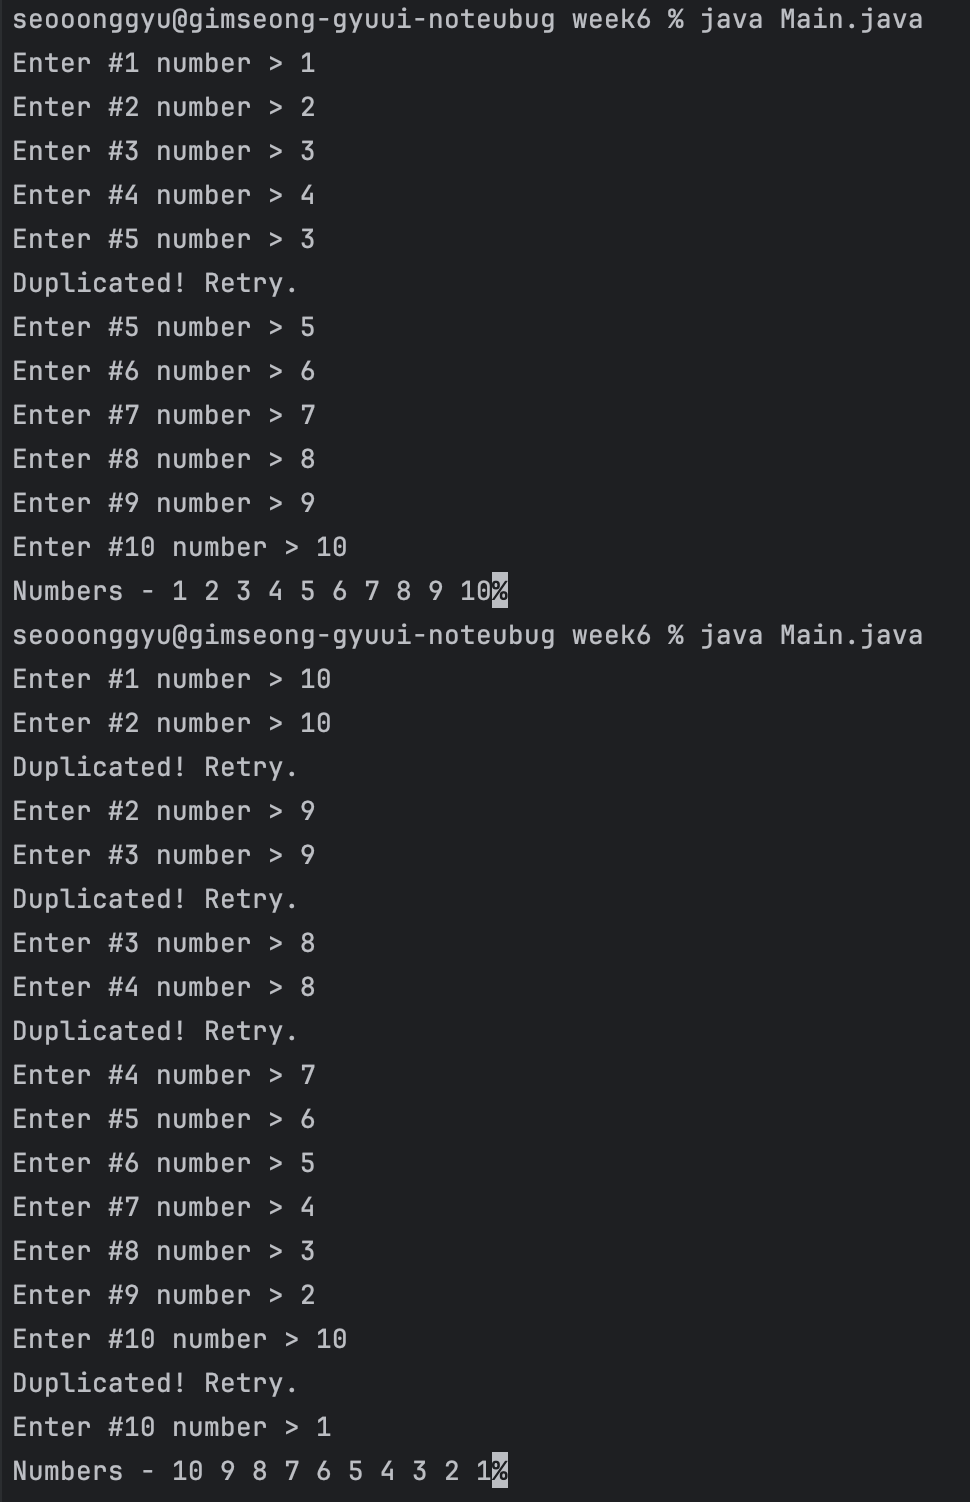 seooonggyu@gimseong-gyuui-noteubug week6 % java Main.java
Enter #1 number > 1
Enter #2 number > 2
Enter #3 number > 3
Enter #4 number > 4
Enter #5 number > 3
Duplicated! Retry.
Enter #5 number > 5
Enter #6 number > 6
Enter #7 number > 7
Enter #8 number > 8
Enter #9 number > 9
Enter #10 number > 10
Numbers - 1 2 3 4 5 6 7 8 9 10%
seooonggyu@gimseong-gyuui-noteubug week6 % java Main.java
Enter #1 number > 10
Enter #2 number > 10
Duplicated! Retry.
Enter #2 number > 9
Enter #3 number > 9
Duplicated! Retry.
Enter #3 number > 8
Enter #4 number > 8
Duplicated! Retry.
Enter #4 number > 7
Enter #5 number > 6
Enter #6 number > 5
Enter #7 number > 4
Enter #8 number > 3
Enter #9 number > 2
Enter #10 number > 10
Duplicated! Retry.
Enter #10 number > 1
Numbers - 10 9 8 7 6 5 4 3 2 1%